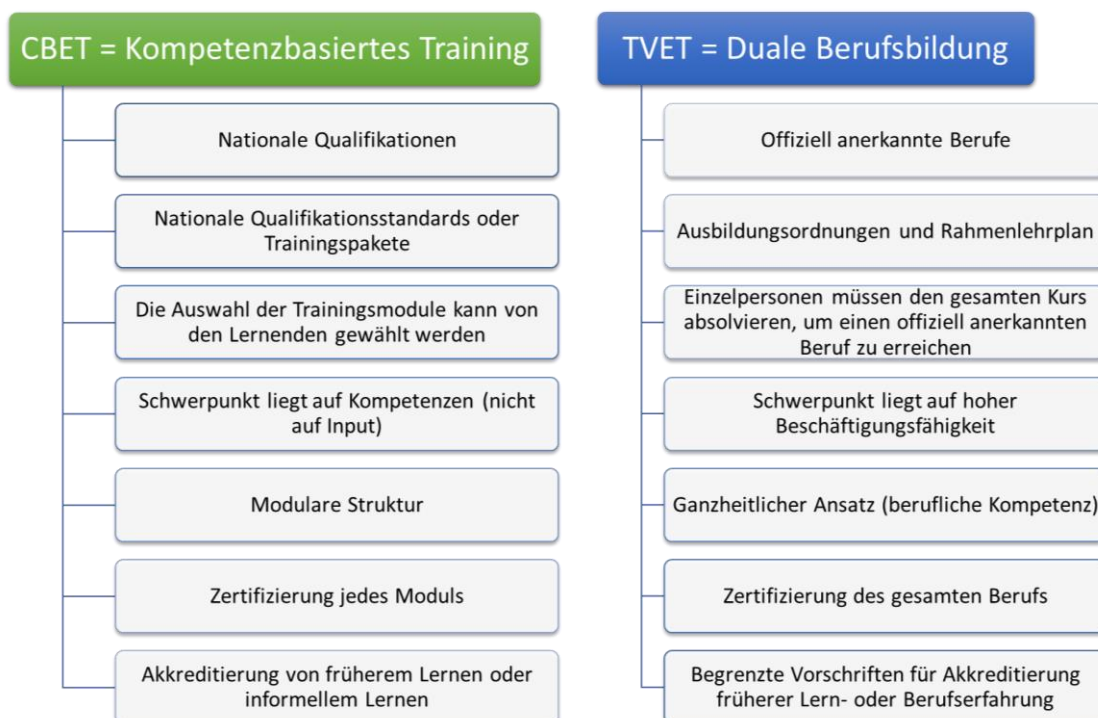 CBET = Kompetenzbasiertes Training
Nationale Qualifikationen
Nationale Qualifikationsstandards oder
Trainingspakete
Die Auswahl der Trainingsmodule kann von
den Lernenden gewählt werden
Schwerpunkt liegt auf Kompetenzen (nicht
auf Input)
Modulare Struktur
Zertifizierung jedes Moduls
Akkreditierung von früherem Lernen oder
informellem Lernen
TVET = Duale Berufsbildung
Offiziell anerkannte Berufe
Ausbildungsordnungen und Rahmenlehrplan
Einzelpersonen müssen den gesamten Kurs
absolvieren, um einen offiziell anerkannten
Beruf zu erreichen
Schwerpunkt liegt auf hoher
Beschäftigungsfähigkeit
Ganzheitlicher Ansatz (berufliche Kompetenz)
Zertifizierung des gesamten Berufs
Begrenzte Vorschriften für Akkreditierung
früherer Lern- oder Berufserfahrung